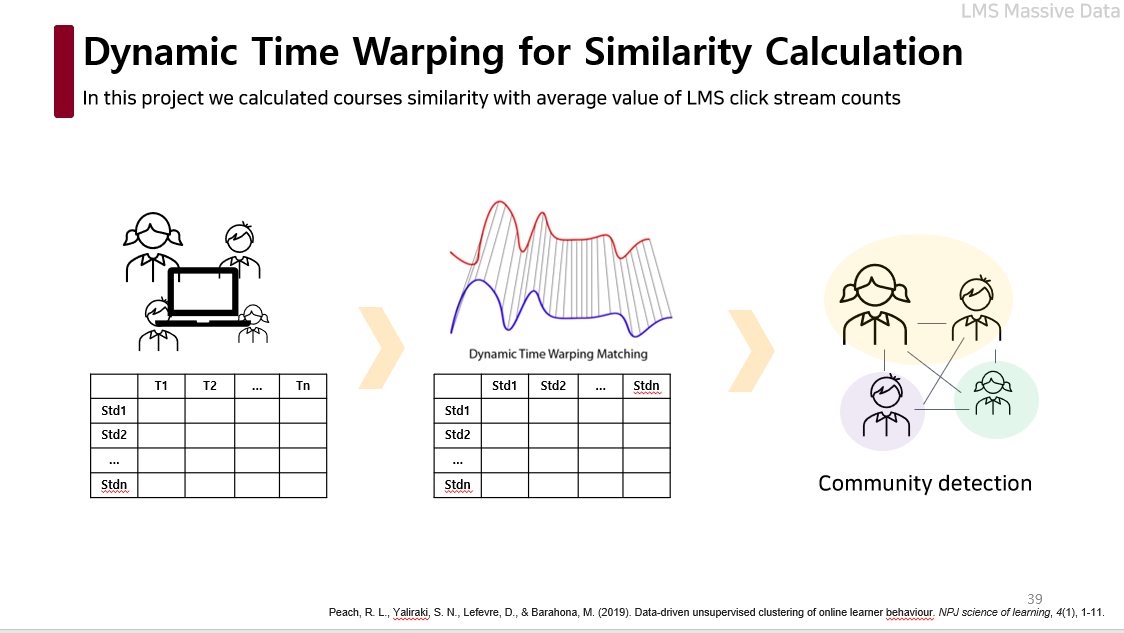 LMS Massive Data
Dynamic Time Warping for Similarity Calculation
In this project we calculated courses similarity with average value of LMS click stream counts
Dynamic Time Warping Matching
T1 T2 ... Tn
Std1
Std2
...
Stdn
Std1 Std2 ... Stdn
Std1
Std2
...
Stdn
Community detection
39
Peach, R. L., Yaliraki, S. N., Lefevre, D., & Barahona, M. (2019). Data-driven unsupervised clustering of online learner behaviour. NPJ science of learning, 4(1), 1-11.